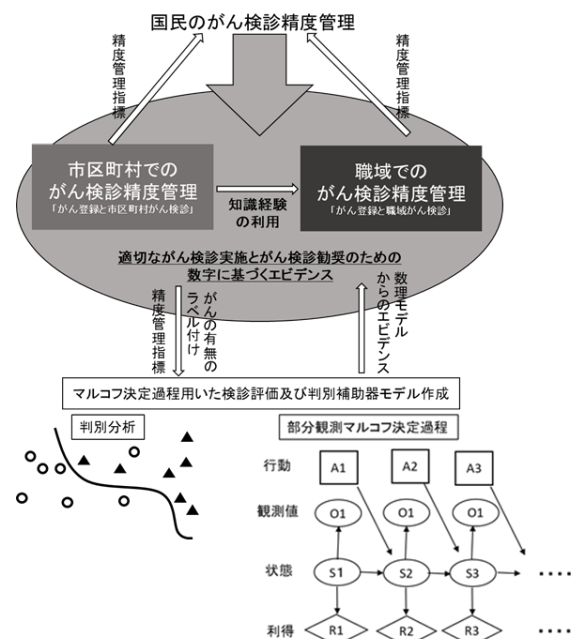 国民のがん検診精度管理
精度管理指標
精度管理指標
市区町村での
がん検診精度管理
「がん登録と市区町村がん検診」
知識経験
の利用
職域での
がん検診精度管理
「がん登録と職域がん検診」
適切ながん検診実施とがん検診勧奨のための
数字に基づくエビデンス
がんの有無の
ラベル付け
精度管理指標
数理モデル
からのエビデンス
マルコフ決定過程用いた検診評価及び判別補助器モデル作成
判別分析
部分観測マルコフ決定過程
行動
A1
A2
A3
観測値
O1
O1
O1
状態
S1
S2
S3
‥‥
利得
R1
R2
R3
‥‥